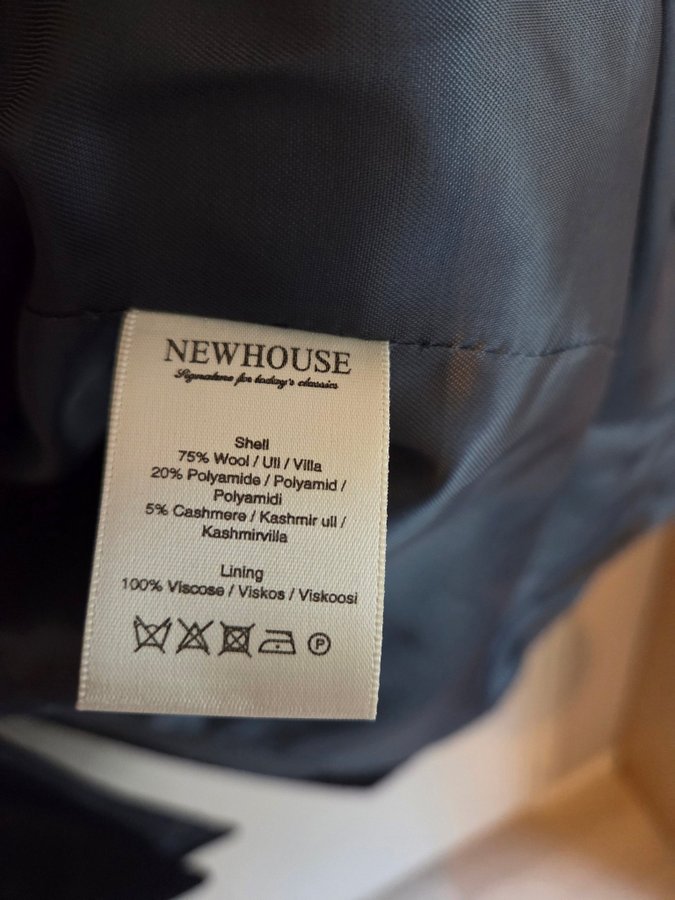 NEWHOUSE
Signature for today's classics
Shell
75% Wool / Ull / Villa
20% Polyamide / Polyamid /
Polyamidi
5% Cashmere / Kashmir ull /
Kashmirvilla
Lining
100% Viscose / Viskos / Viskoosi
P